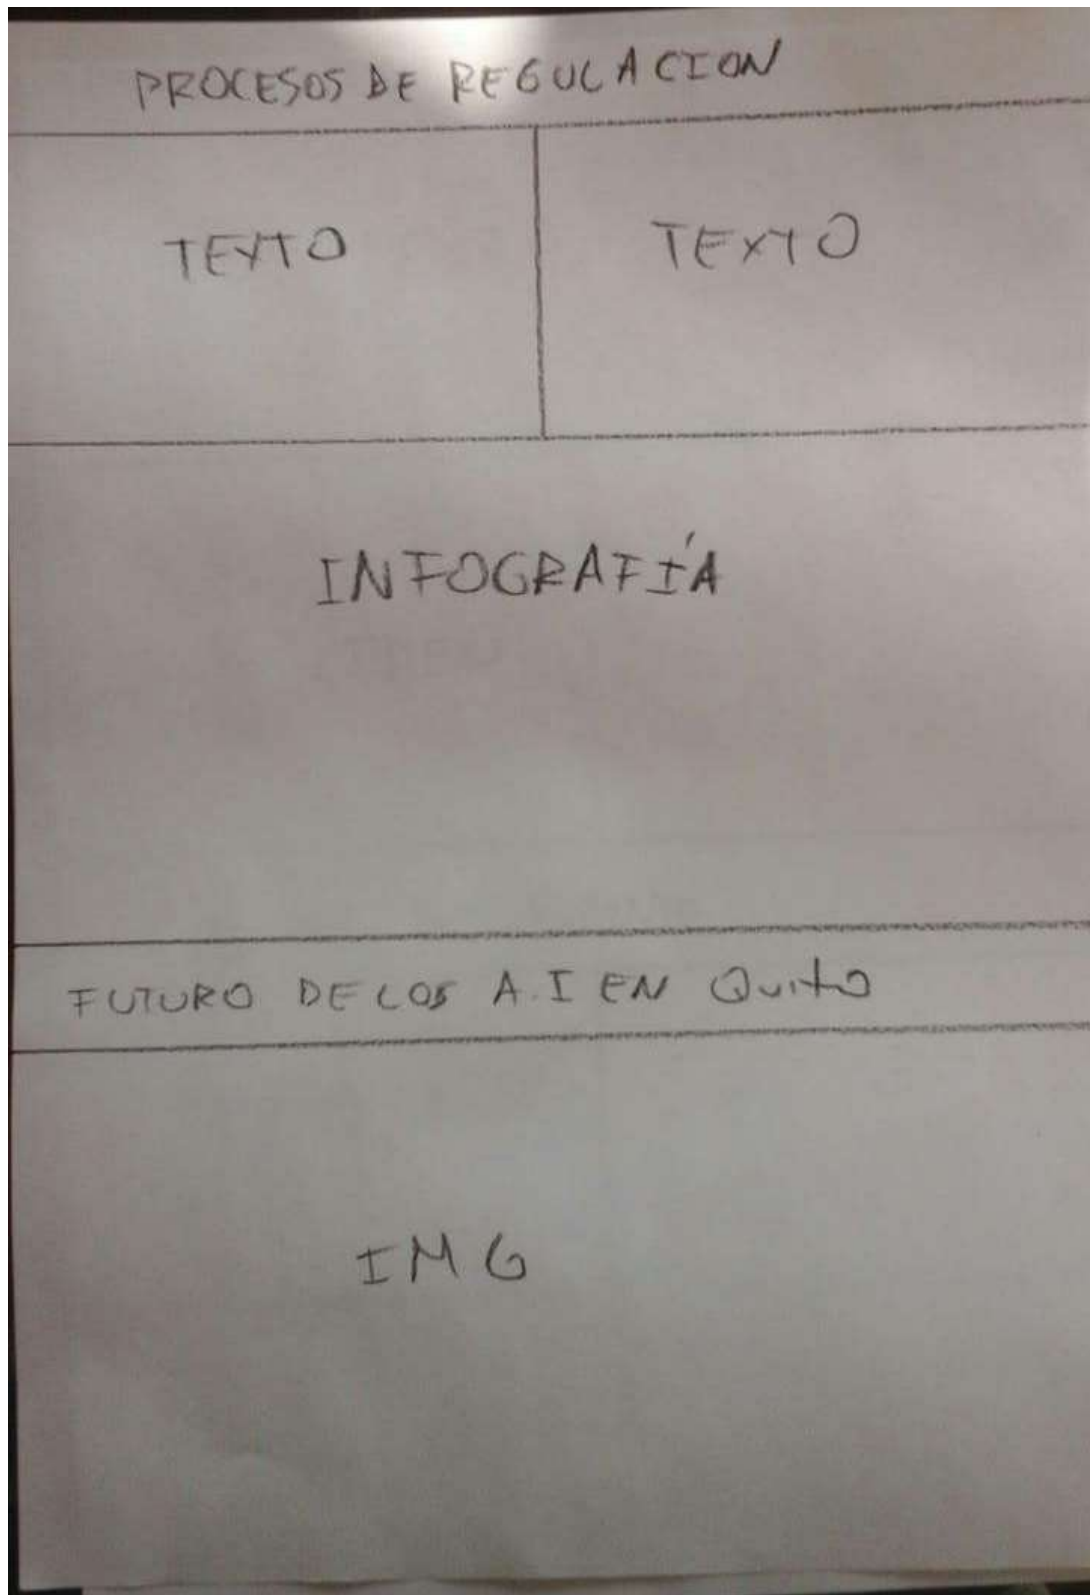 PROCESOS DE REGULACION
TEXTO TEXTO
INFOGRAFÍA
FUTURO DE LOS A.I EN Quito
IMG